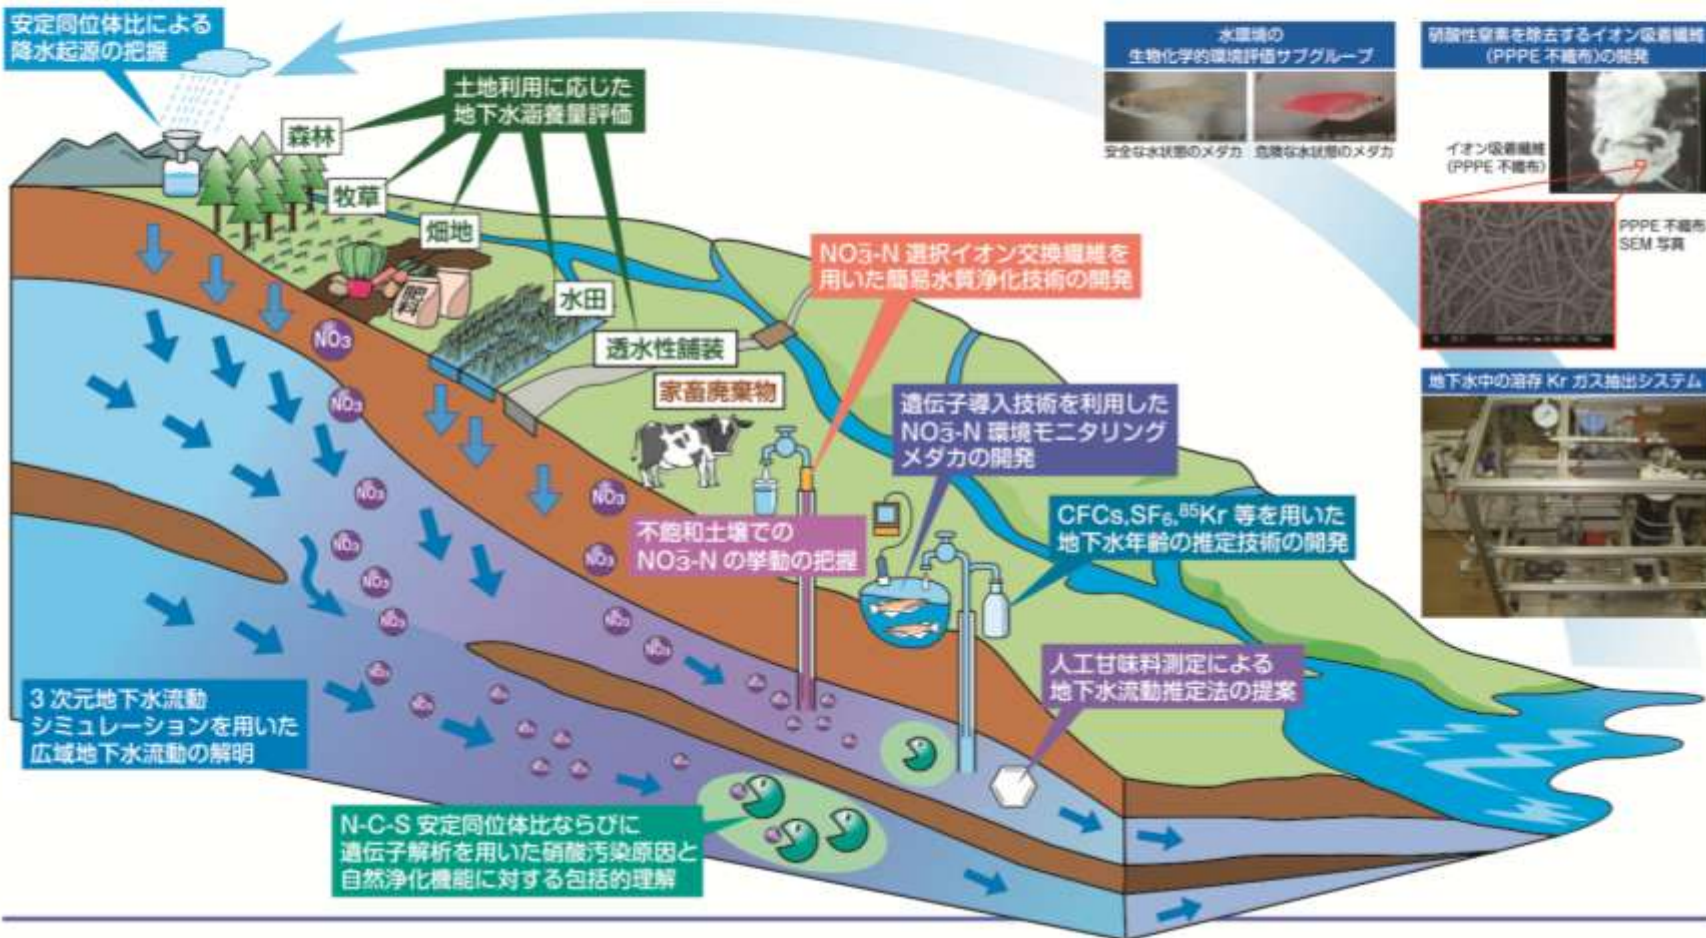 安定同位体比による
降水起源の把握
土地利用に応じた
地下水涵養量評価
森林
牧草
畑地
肥料
水田
透水性舗装
家畜廃棄物
NO₃⁻-N 選択イオン交換繊維を
用いた簡易水質浄化技術の開発
遺伝子導入技術を利用した
NO₃⁻-N 環境モニタリング
メダカの開発
不飽和土壌での
NO₃⁻-N の挙動の把握
CFCs,SF₆,⁸⁵Kr 等を用いた
地下水年齢の推定技術の開発
人工甘味料測定による
地下水流動推定法の提案
3 次元地下水流動
シミュレーションを用いた
広域地下水流動の解明
N-C-S 安定同位体比ならびに
遺伝子解析を用いた硝酸汚染原因と
自然浄化機能に対する包括的理解
NO₃
NO₃
NO₃
NO₃
NO₃
NO₃
NO₃
NO₃
NO₃
NO₃
水環境の
生物化学的環境評価サブグループ
安全な水状態のメダカ
危険な水状態のメダカ
硝酸性窒素を除去するイオン吸着繊維
(PPPE 不織布)の開発
イオン吸着繊維
(PPPE 不織布)
PPPE 不織布
SEM 写真
地下水中の溶存 Kr ガス抽出システム